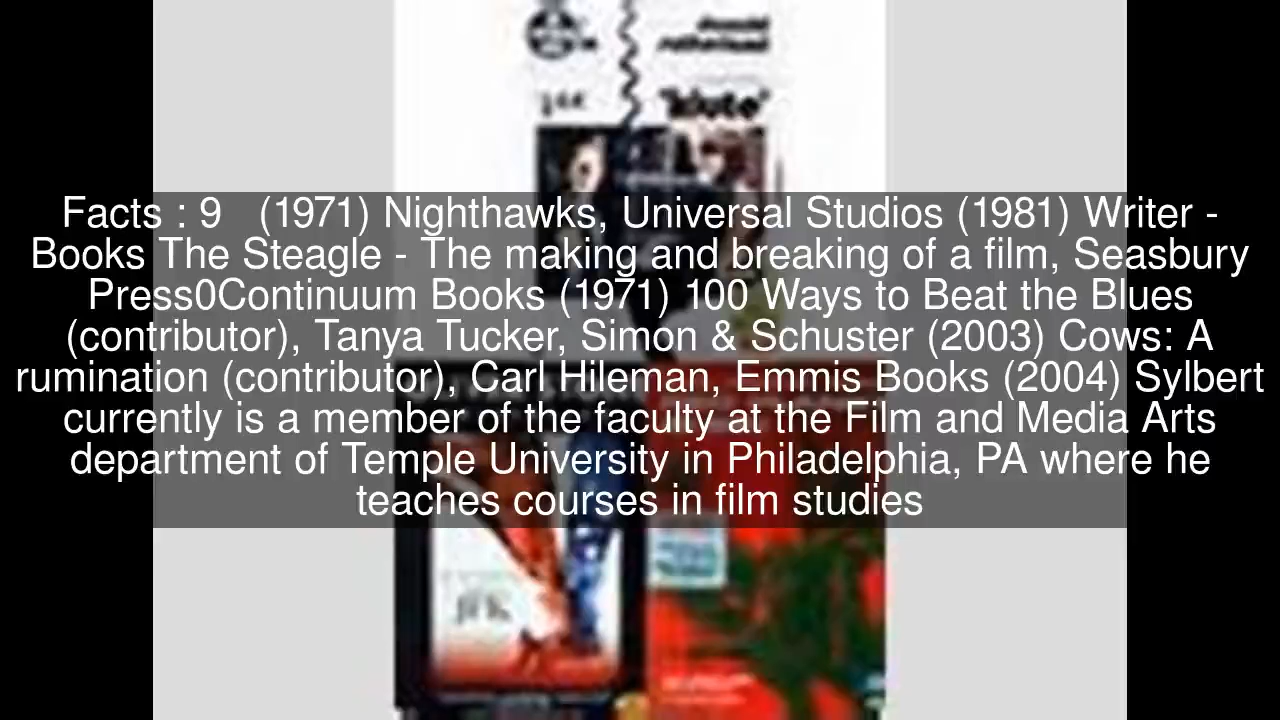 donald
sutherland
'klute'
Facts : 9 (1971) Nighthawks, Universal Studios (1981) Writer -
Books The Steagle - The making and breaking of a film, Seasbury
Press0Continuum Books (1971) 100 Ways to Beat the Blues
(contributor), Tanya Tucker, Simon & Schuster (2003) Cows: A
rumination (contributor), Carl Hileman, Emmis Books (2004) Sylbert
currently is a member of the faculty at the Film and Media Arts
department of Temple University in Philadelphia, PA where he
teaches courses in film studies